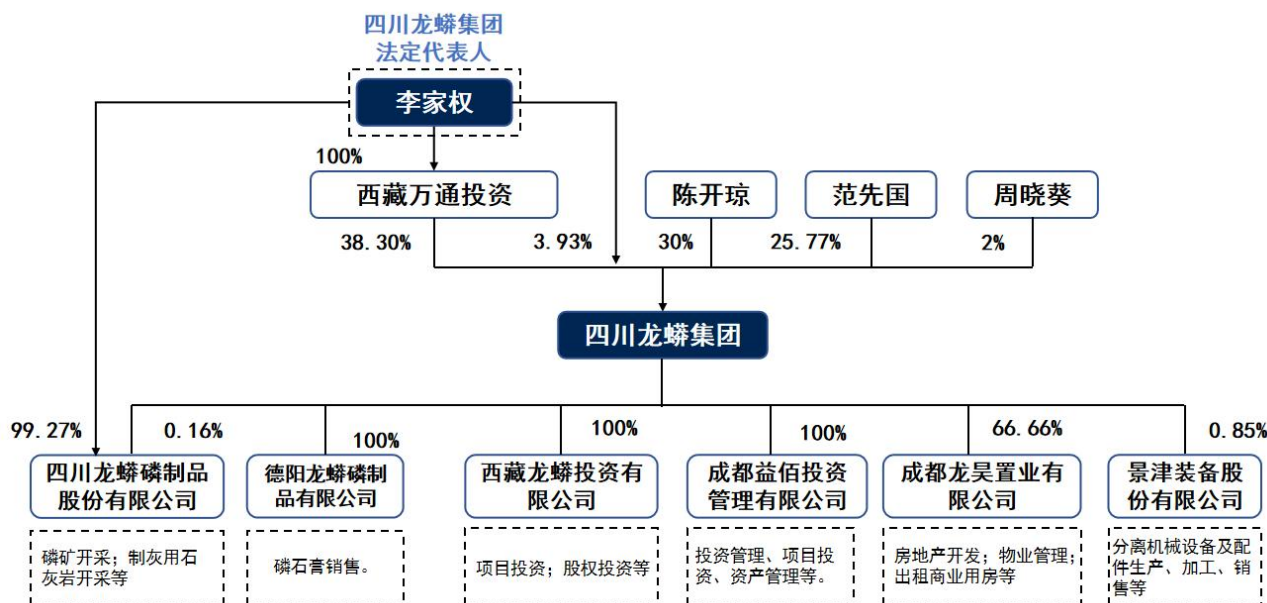 四川龙蟒集团
法定代表人
李家权
100%
西藏万通投资
陈开琼
范先国
周晓葵
38.30%
3.93%
30%
25.77%
2%
四川龙蟒集团
99.27%
0.16%
100%
100%
100%
66.66%
0.85%
四川龙蟒磷制品
股份有限公司
德阳龙蟒磷制
品有限公司
西藏龙蟒投资有
限公司
成都益佰投资
管理有限公司
成都龙昊置业有
限公司
景津装备股
份有限公司
磷矿开采；制灰用石
灰岩开采等
磷石膏销售。
项目投资；股权投资等
投资管理、项目投
资、资产管理等。
房地产开发；物业管理；
出租商业用房等
分离机械设备及配
件生产、加工、销
售等